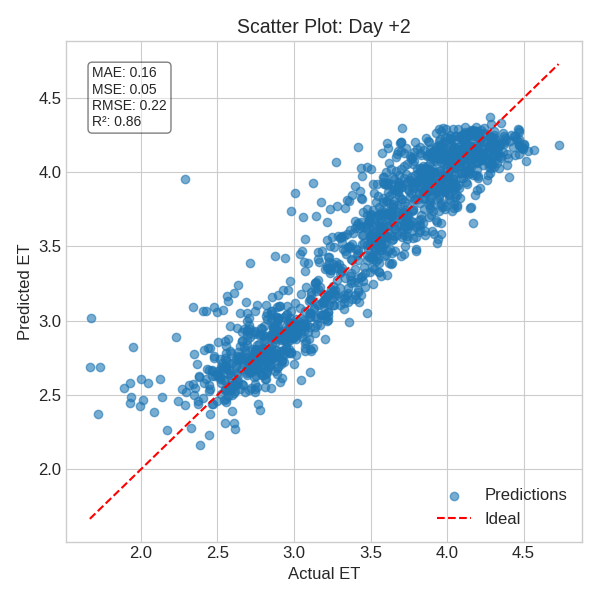 Scatter Plot: Day +2
MAE: 0.16
MSE: 0.05
RMSE: 0.22
R²: 0.86
Predicted ET
4.5
4.0
3.5
3.0
2.5
2.0
Predictions
Ideal
2.0 2.5 3.0 3.5 4.0 4.5
Actual ET